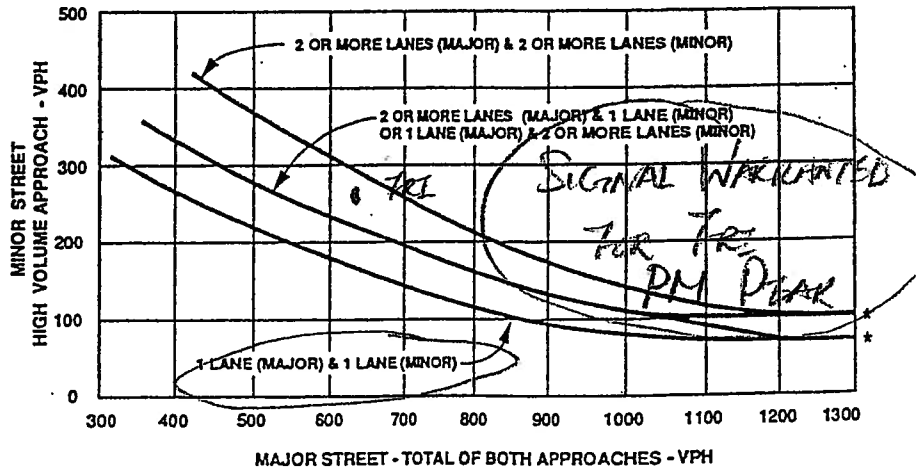 500
400
300
200
100
0
MINOR STREET
HIGH VOLUME APPROACH - VPH
2 OR MORE LANES (MAJOR) & 2 OR MORE LANES (MINOR)
2 OR MORE LANES (MAJOR) & 1 LANE (MINOR)
OR 1 LANE (MAJOR) & 2 OR MORE LANES (MINOR)
FRI
SIGNAL WARRANTED
FOR FRI
PM PEAK
*
*
1 LANE (MAJOR) & 1 LANE (MINOR)
300 400 500 600 700 800 900 1000 1100 1200 1300
MAJOR STREET - TOTAL OF BOTH APPROACHES - VPH